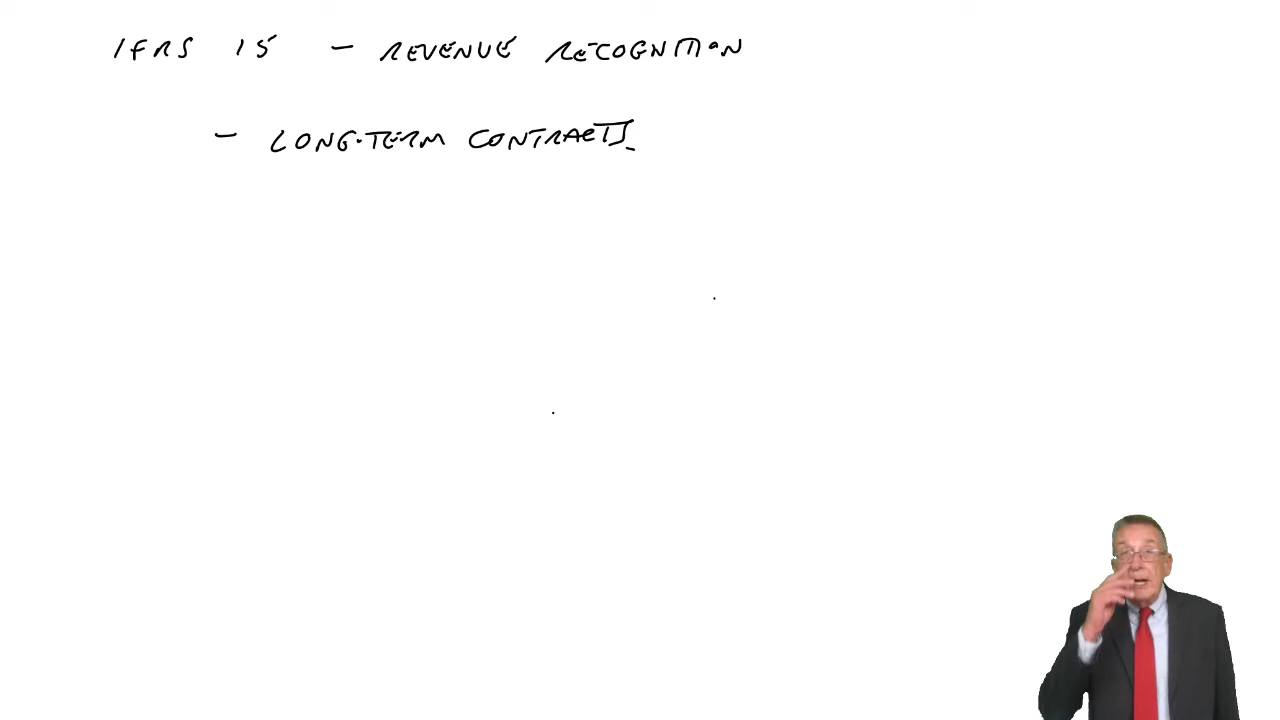 IFRS 15 – REVENUE RECOGNITION
– LONG-TERM CONTRACTS